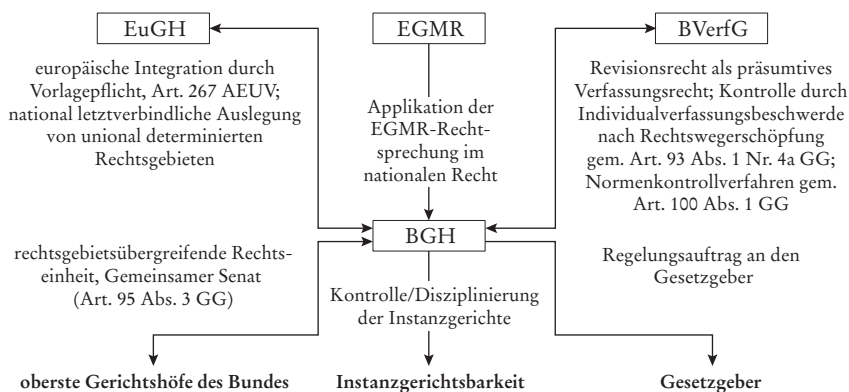 EuGH
EGMR
BVerfG
europäische Integration durch
Vorlagepflicht, Art. 267 AEUV;
national letztverbindliche Auslegung
von unional determinierten
Rechtsgebieten
Applikation der
EGMR-Recht-
sprechung im
nationalen Recht
Revisionsrecht als präsumtives
Verfassungsrecht; Kontrolle durch
Individualverfassungsbeschwerde
nach Rechtswegerschöpfung
gem. Art. 93 Abs. 1 Nr. 4a GG;
Normenkontrollverfahren gem.
Art. 100 Abs. 1 GG
BGH
rechtsgebietsübergreifende Rechts-
einheit, Gemeinsamer Senat
(Art. 95 Abs. 3 GG)
Kontrolle/Disziplinierung
der Instanzgerichte
Regelungsauftrag an den
Gesetzgeber
oberste Gerichtshöfe des Bundes
Instanzgerichtsbarkeit
Gesetzgeber